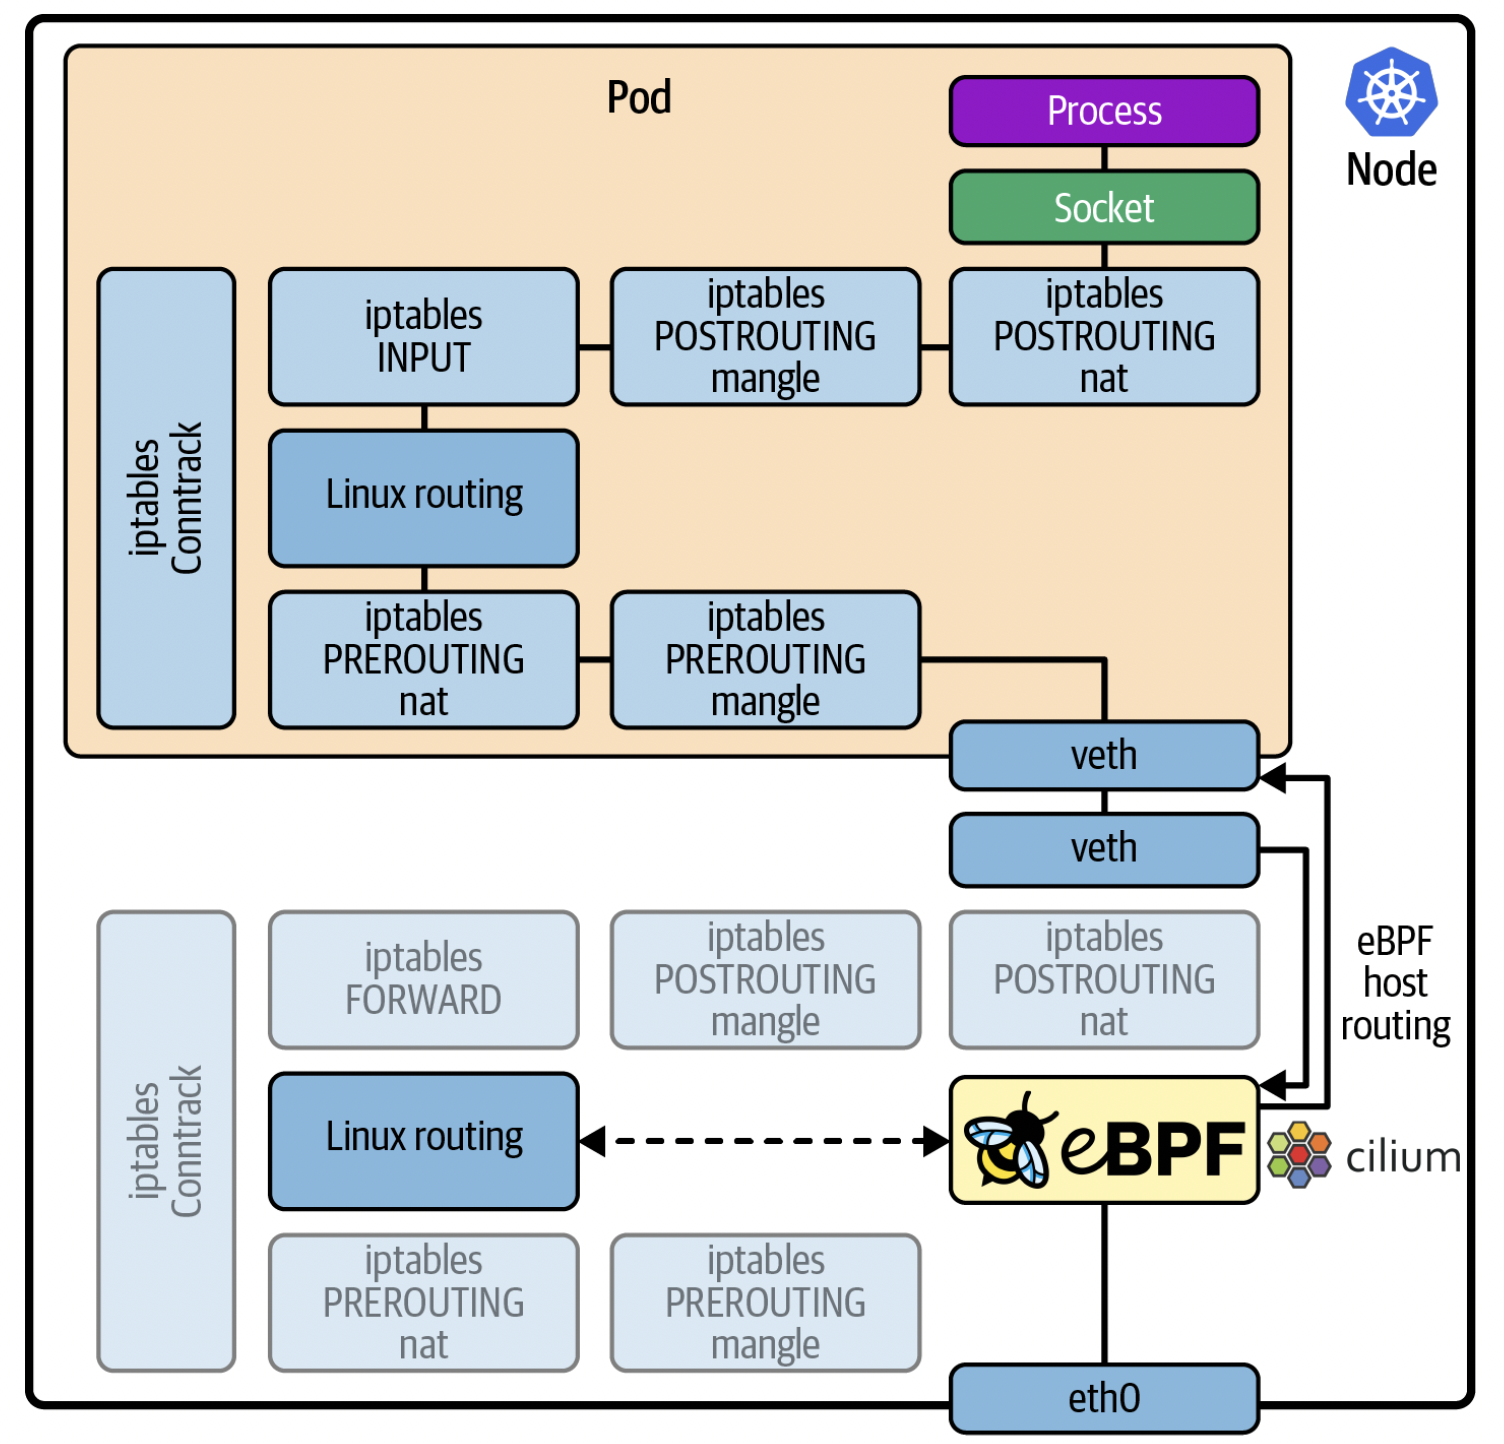 Pod
Process
Node
Socket
iptables
Conntrack
iptables
INPUT
iptables
POSTROUTING
mangle
iptables
POSTROUTING
nat
Linux routing
iptables
PREROUTING
nat
iptables
PREROUTING
mangle
veth
veth
iptables
Conntrack
iptables
FORWARD
iptables
POSTROUTING
mangle
iptables
POSTROUTING
nat
eBPF
host
routing
Linux routing
eBPF
cilium
iptables
PREROUTING
nat
iptables
PREROUTING
mangle
eth0